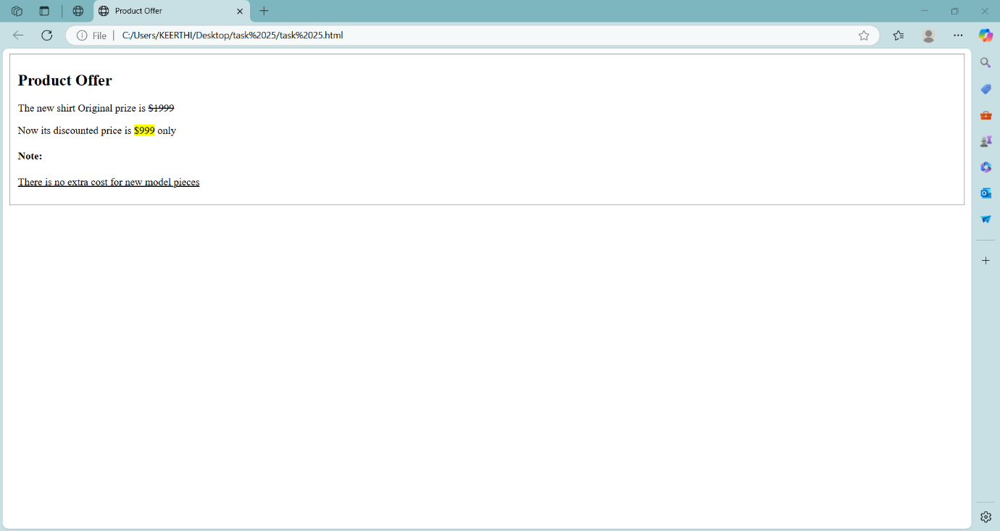 Product Offer
File
C:/Users/KEERTHI/Desktop/task%2025/task%2025.html
Product Offer
The new shirt Original prize is $1999
Now its discounted price is $999 only
Note:
There is no extra cost for new model pieces